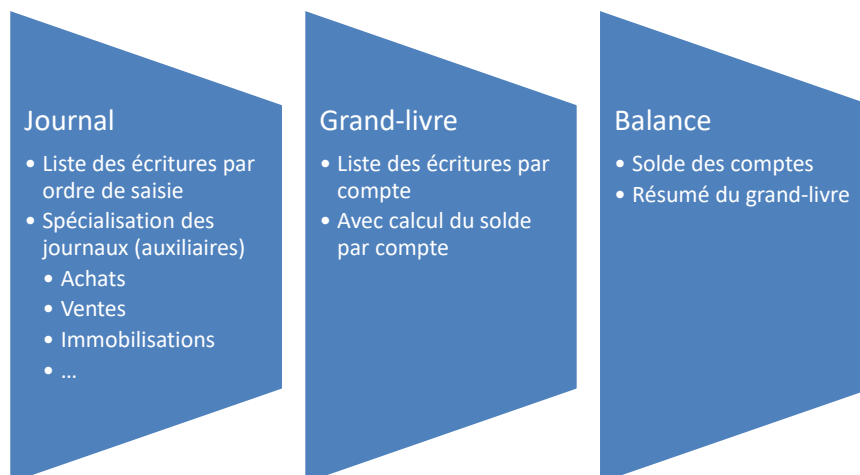 Journal
• Liste des écritures par
ordre de saisie
• Spécialisation des
journaux (auxiliaires)
• Achats
• Ventes
• Immobilisations
• ...
Grand-livre
• Liste des écritures par
compte
• Avec calcul du solde
par compte
Balance
• Solde des comptes
• Résumé du grand-livre